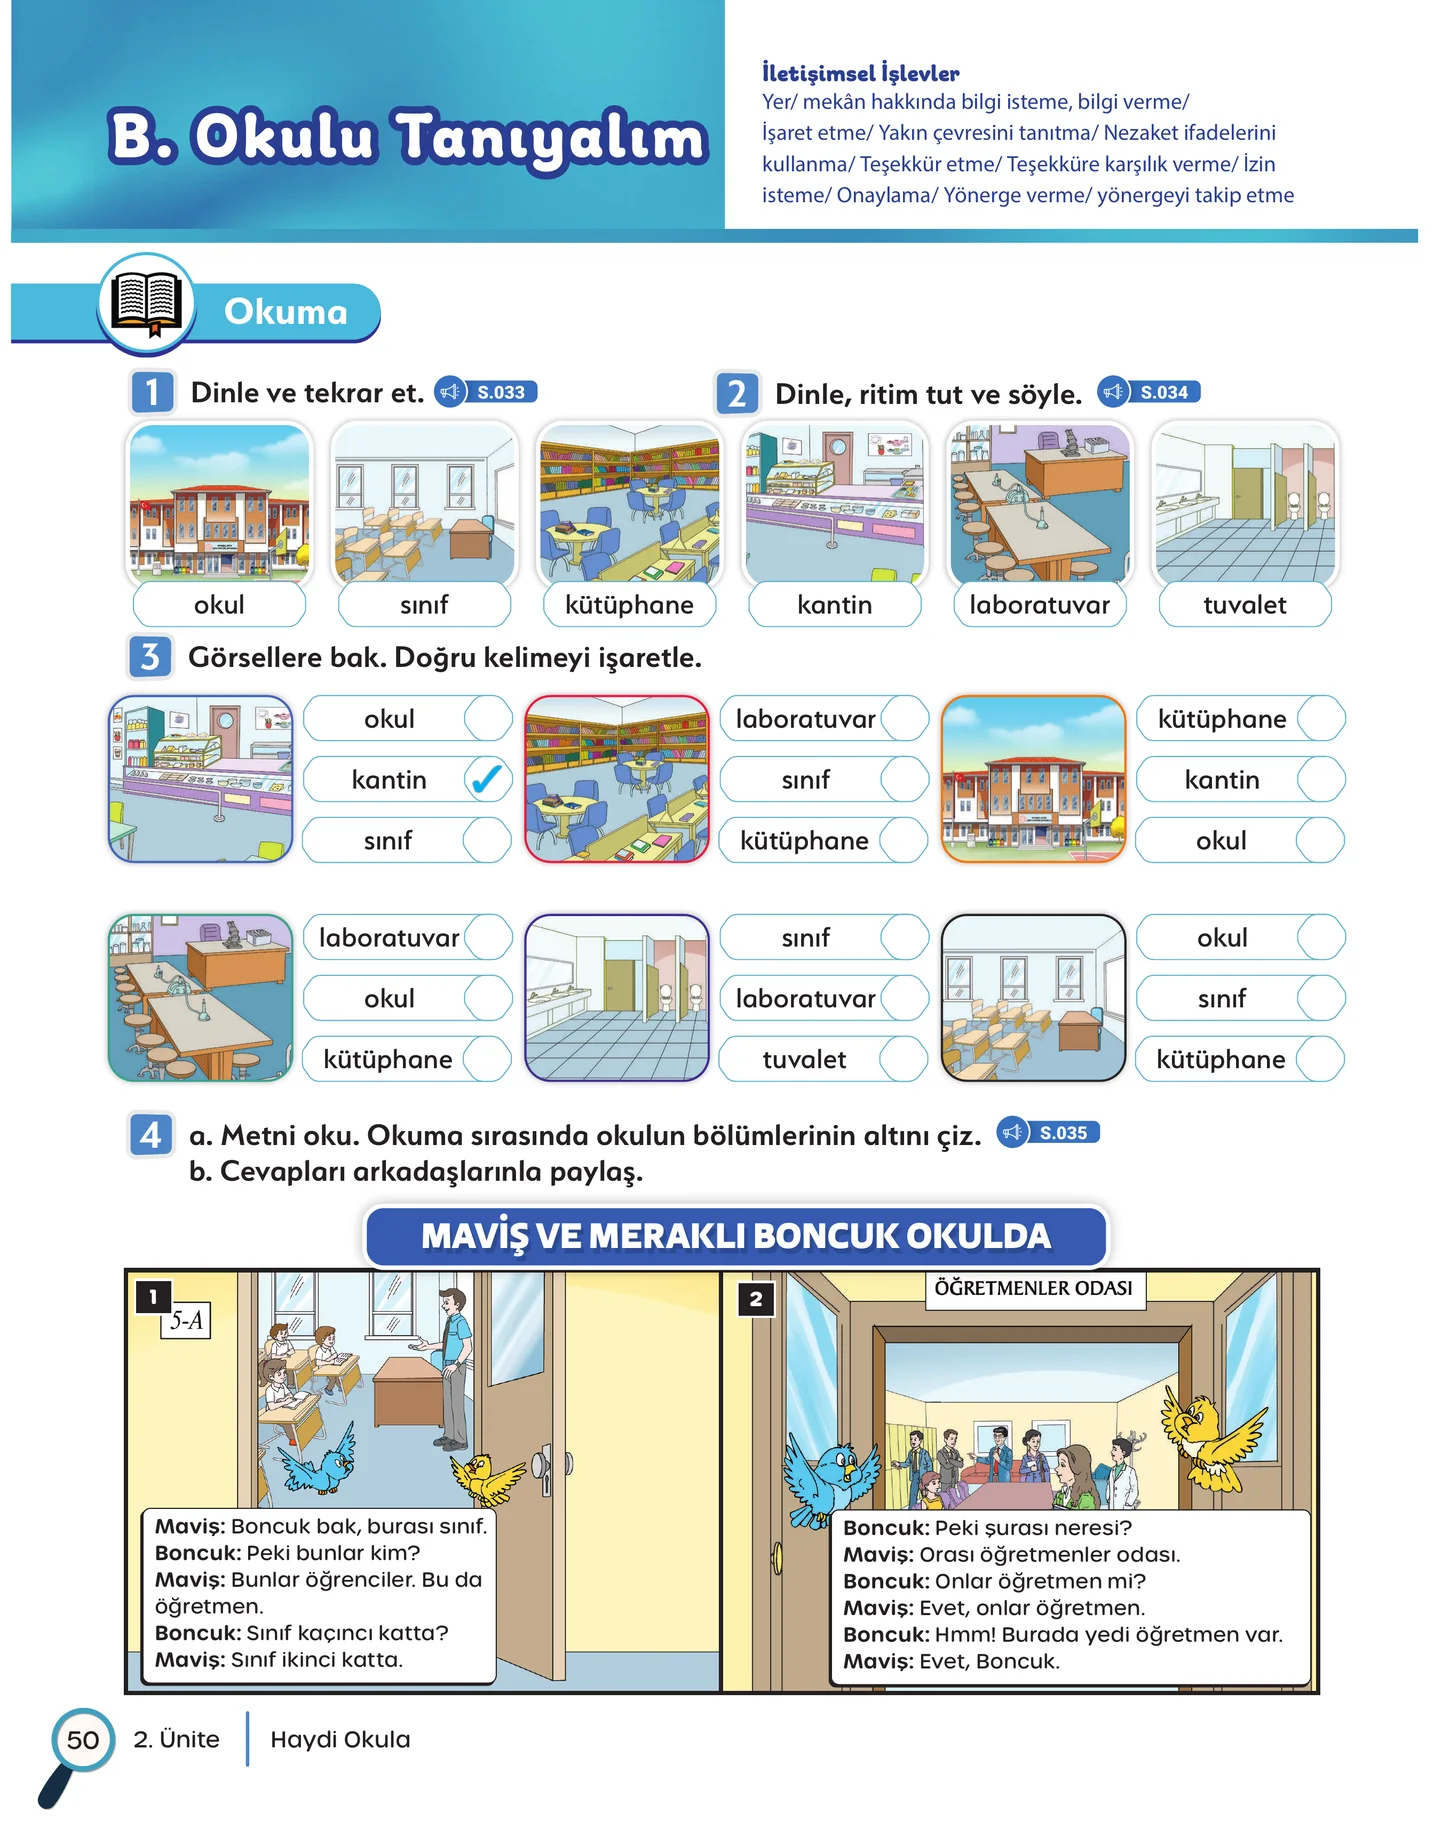 B. Okulu Tanıyalım
İletişimsel İşlevler
Yer/ mekân hakkında bilgi isteme, bilgi verme/
İşaret etme/ Yakın çevresini tanıtma/ Nezaket ifadelerini
kullanma/ Teşekkür etme/ Teşekküre karşılık verme/ İzin
isteme/ Onaylama/ Yönerge verme/ yönergeyi takip etme
Okuma
1 Dinle ve tekrar et. S.033
2 Dinle, ritim tut ve söyle. S.034
okul
sınıf
kütüphane
kantin
laboratuvar
tuvalet
3 Görsellere bak. Doğru kelimeyi işaretle.
okul
kantin
sınıf
laboratuvar
sınıf
kütüphane
kütüphane
kantin
okul
laboratuvar
okul
kütüphane
sınıf
laboratuvar
tuvalet
okul
sınıf
kütüphane
4 a. Metni oku. Okuma sırasında okulun bölümlerinin altını çiz. S.035
b. Cevapları arkadaşlarınla paylaş.
MAVİŞ VE MERAKLI BONCUK OKULDA
1
5-A
Maviş: Boncuk bak, burası sınıf.
Boncuk: Peki bunlar kim?
Maviş: Bunlar öğrenciler. Bu da
öğretmen.
Boncuk: Sınıf kaçıncı katta?
Maviş: Sınıf ikinci katta.
2
ÖĞRETMENLER ODASI
Boncuk: Peki şurası neresi?
Maviş: Orası öğretmenler odası.
Boncuk: Onlar öğretmen mi?
Maviş: Evet, onlar öğretmen.
Boncuk: Hmm! Burada yedi öğretmen var.
Maviş: Evet, Boncuk.
50 2. Ünite Haydi Okula